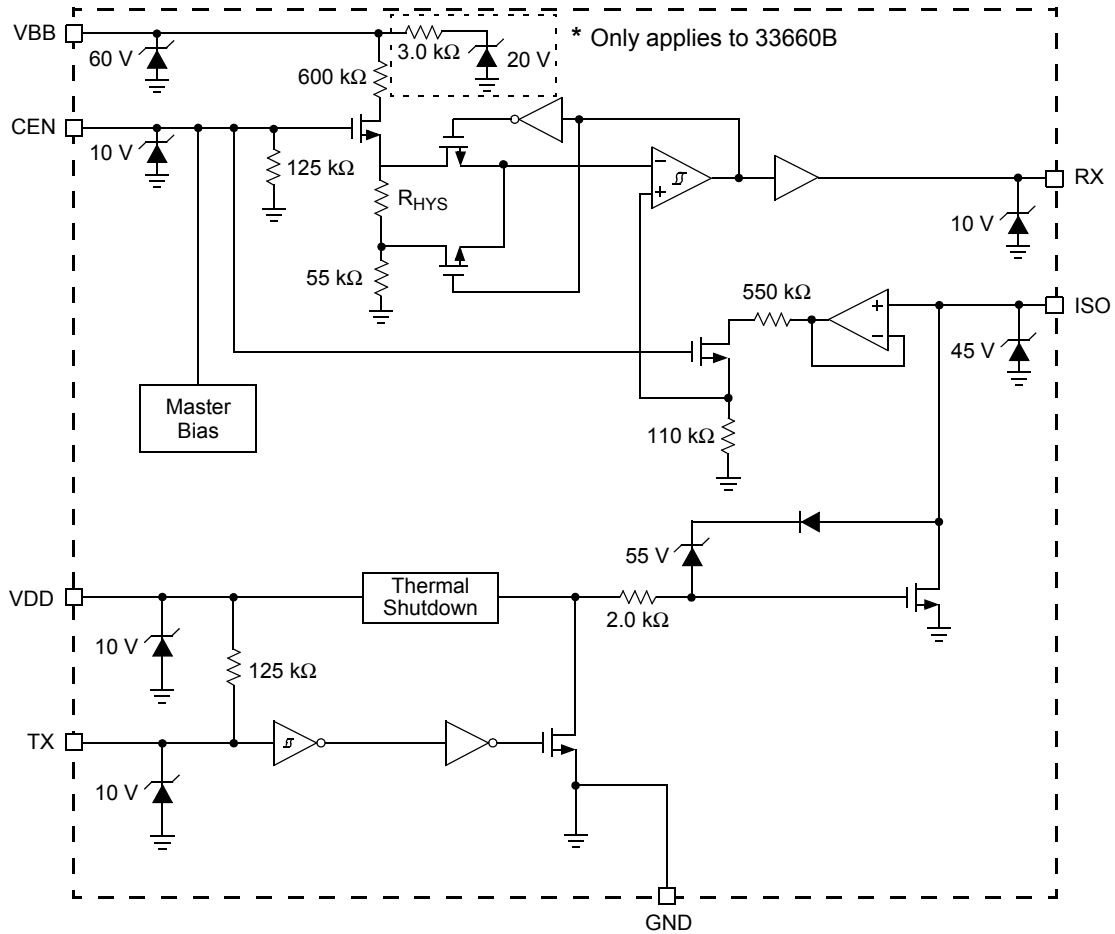 VBB
60 V
600 kΩ
3.0 kΩ
20 V
* Only applies to 33660B
CEN
10 V
125 kΩ
RHYS
55 kΩ
−
+
RX
10 V
550 kΩ
+
−
ISO
45 V
Master
Bias
110 kΩ
55 V
VDD
Thermal
Shutdown
2.0 kΩ
10 V
125 kΩ
TX
10 V
GND